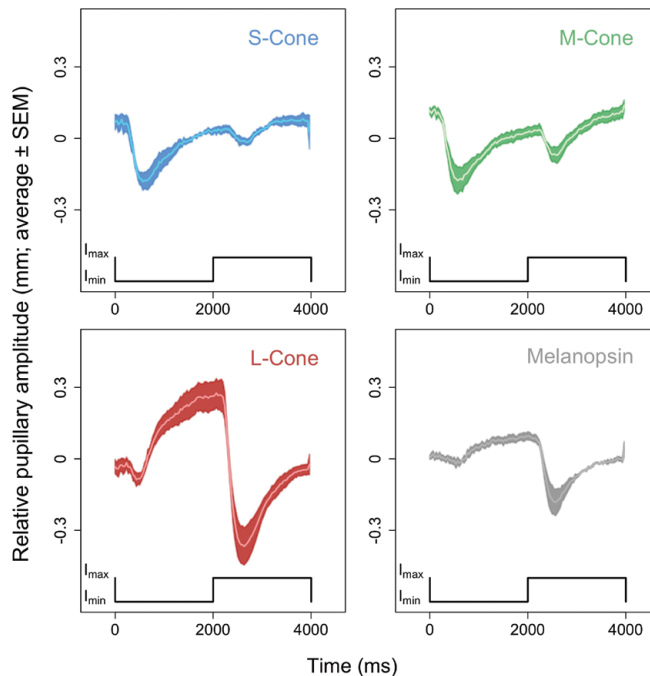 Relative pupillary amplitude (mm; average ± SEM)
S-Cone
0.3
0
-0.3
Imax
Imin
0
2000
4000
M-Cone
0.3
0
-0.3
Imax
Imin
0
2000
4000
L-Cone
0.3
0
-0.3
Imax
Imin
0
2000
4000
Melanopsin
0.3
0
-0.3
Imax
Imin
0
2000
4000
Time (ms)